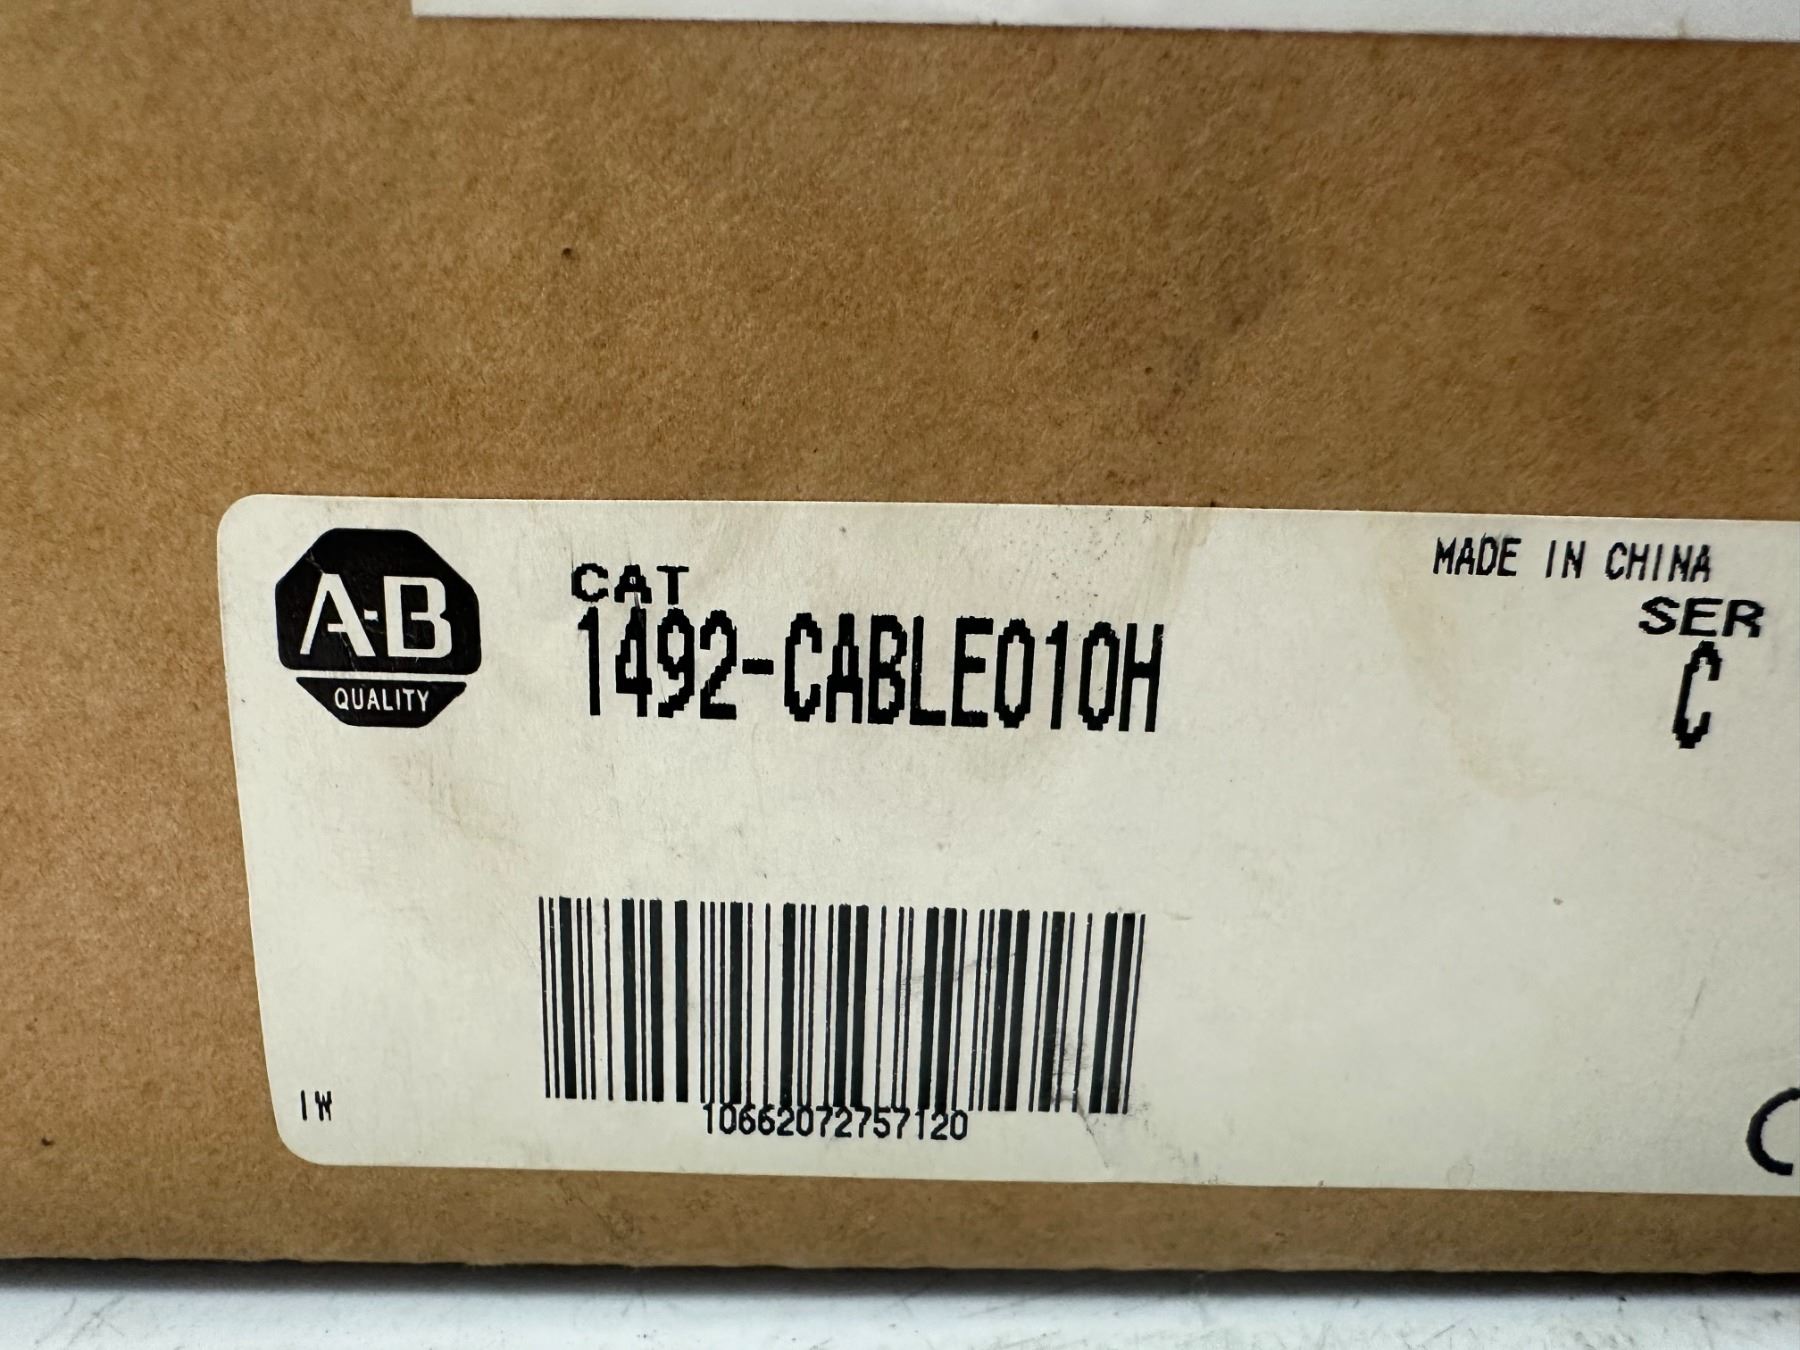 A-B
QUALITY
CAT
1492-CABLE010H
MADE IN CHINA
SER
C
10662072757120
IW